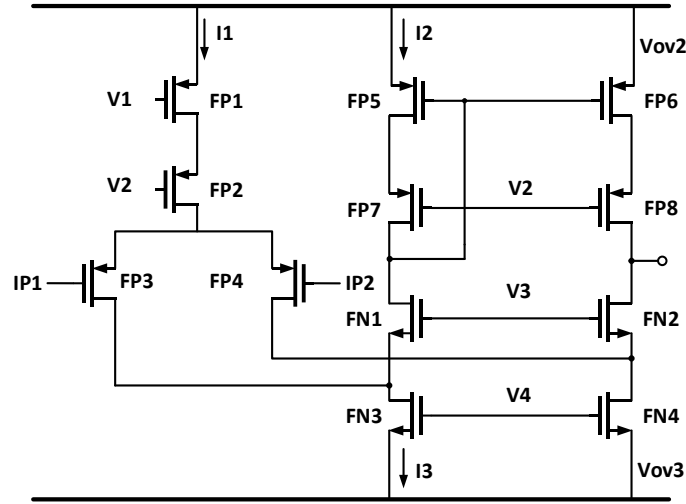 I1
I2
Vov2
V1
FP1
FP5
FP6
V2
FP2
FP7
V2
FP8
IP1
FP3
FP4
IP2
V3
FN1
FN2
V4
FN3
FN4
I3
Vov3